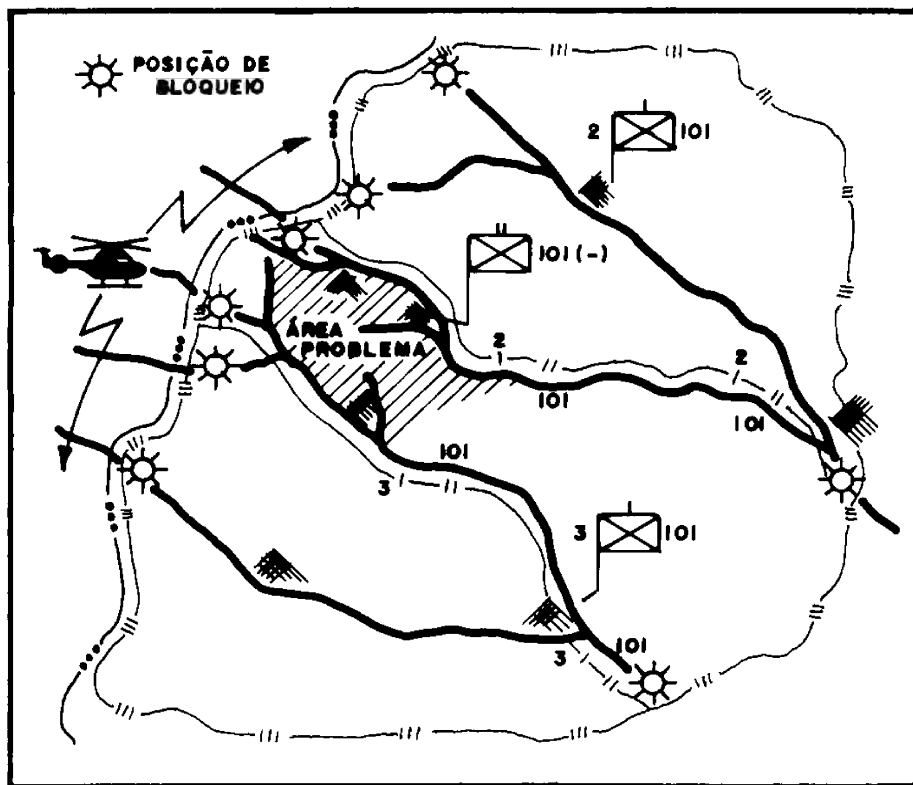 POSIÇÃO DE
BLOQUEIO
2 101
101 (-)
ÁREA
PROBLEMA
2
101
2
101
101
3
3 101
3
101